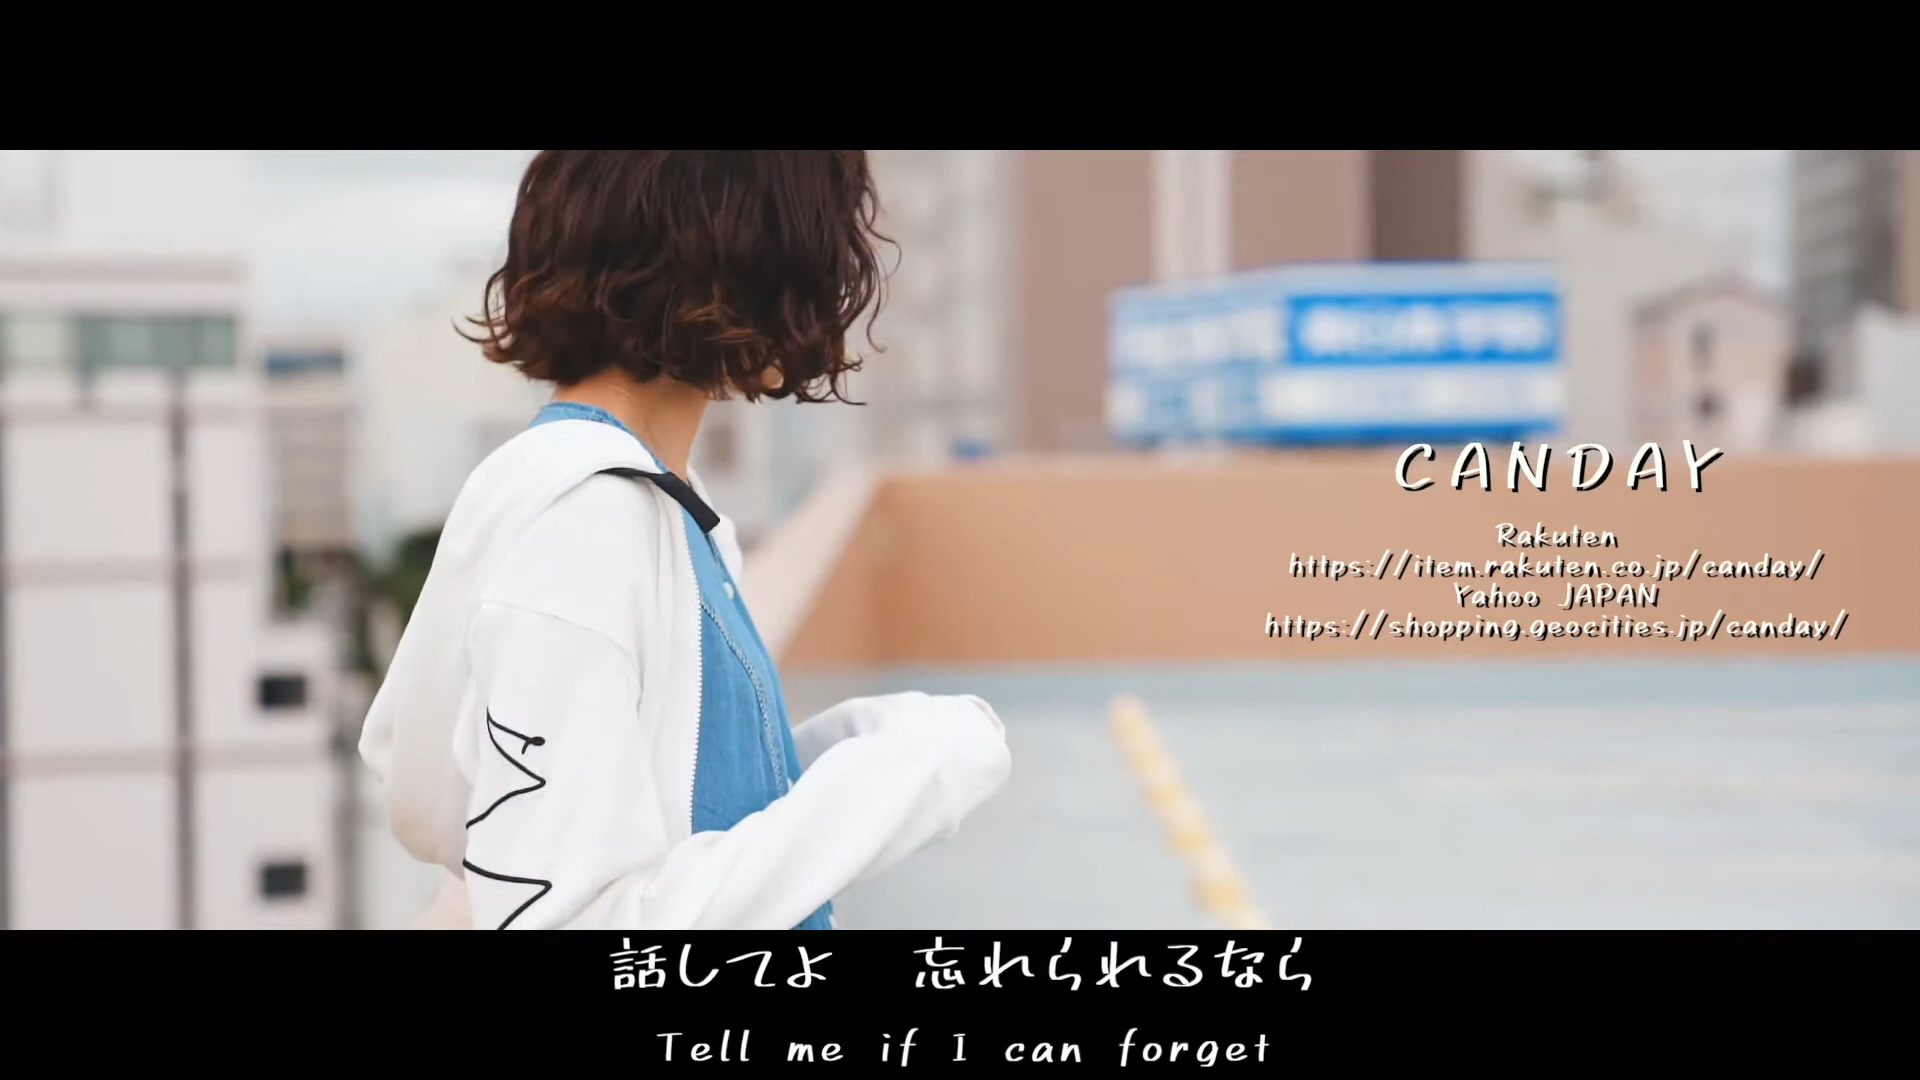 CANDAY
Rakuten
https://item.rakuten.co.jp/canday/
Yahoo JAPAN
https://shopping.geocities.jp/canday/
話してよ　忘れられるなら
Tell me if I can forget